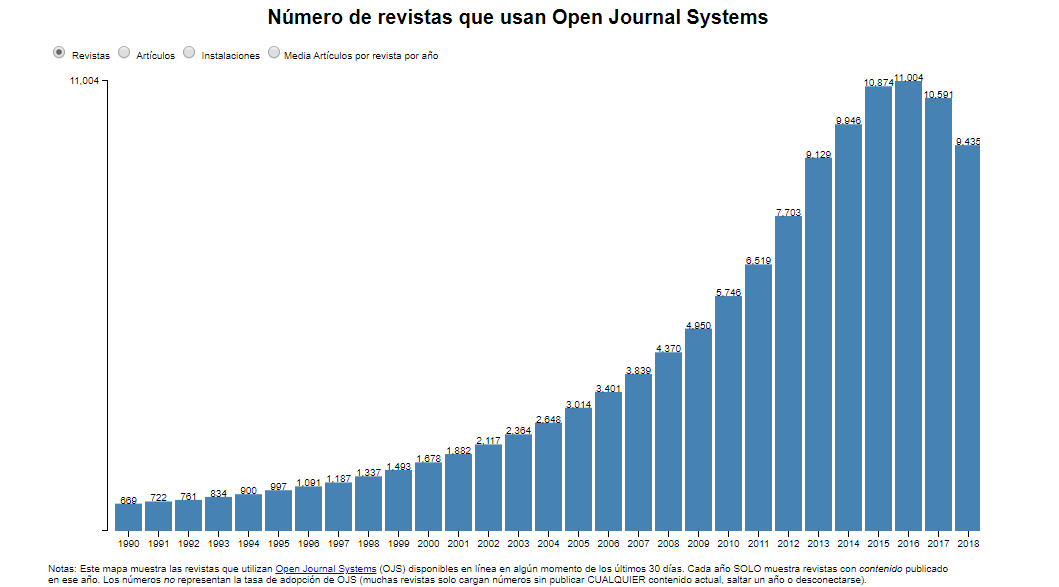 Número de revistas que usan Open Journal Systems
Revistas Artículos Instalaciones Media Artículos por revista por año
11,004
669 722 761 834 900 997 1,091 1,187 1,337 1,493 1,678 1,882 2,117 2,364 2,648 3,014 3,401 3,839 4,370 4,950 5,746 6,519 7,703 9,129 9,946 10,874 11,004 10,591 9,435
1990 1991 1992 1993 1994 1995 1996 1997 1998 1999 2000 2001 2002 2003 2004 2005 2006 2007 2008 2009 2010 2011 2012 2013 2014 2015 2016 2017 2018
Notas: Este mapa muestra las revistas que utilizan Open Journal Systems (OJS) disponibles en línea en algún momento de los últimos 30 días. Cada año SOLO muestra revistas con contenido publicado
en ese año. Los números no representan la tasa de adopción de OJS (muchas revistas solo cargan números sin publicar CUALQUIER contenido actual, saltar un año o desconectarse).